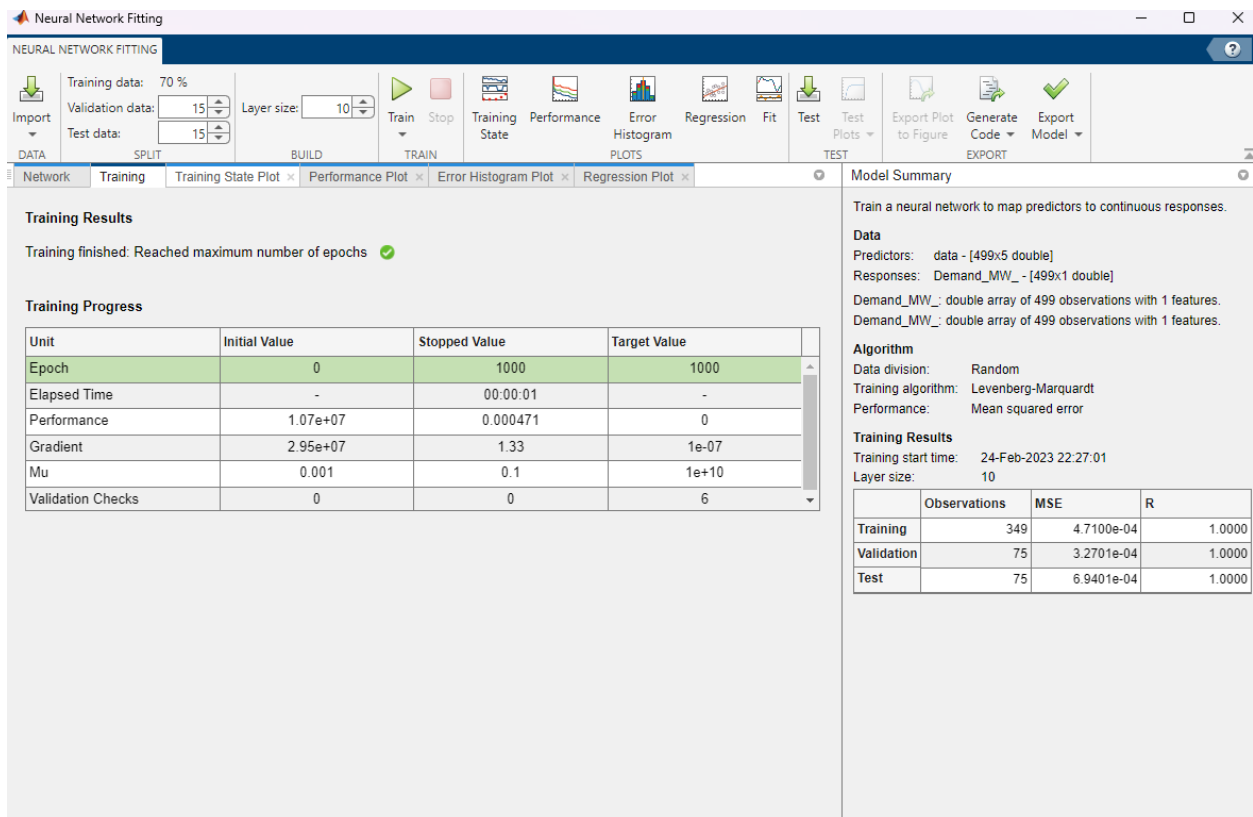 Neural Network Fitting
NEURAL NETWORK FITTING
?
Import
DATA
Training data: 70 %
Validation data: 15
Test data: 15
SPLIT
Layer size: 10
BUILD
Train Stop
TRAIN
Training State Performance Error Histogram Regression Fit
PLOTS
Test Test Plots
TEST
Export Plot to Figure Generate Code Export Model
EXPORT
Network Training Training State Plot × Performance Plot × Error Histogram Plot × Regression Plot ×
Training Results
Training finished: Reached maximum number of epochs
Training Progress
Unit Initial Value Stopped Value Target Value
Epoch 0 1000 1000
Elapsed Time - 00:00:01 -
Performance 1.07e+07 0.000471 0
Gradient 2.95e+07 1.33 1e-07
Mu 0.001 0.1 1e+10
Validation Checks 0 0 6
Model Summary
Train a neural network to map predictors to continuous responses.
Data
Predictors: data - [499x5 double]
Responses: Demand_MW_ - [499x1 double]
Demand_MW_: double array of 499 observations with 1 features.
Demand_MW_: double array of 499 observations with 1 features.
Algorithm
Data division: Random
Training algorithm: Levenberg-Marquardt
Performance: Mean squared error
Training Results
Training start time: 24-Feb-2023 22:27:01
Layer size: 10
Observations MSE R
Training 349 4.7100e-04 1.0000
Validation 75 3.2701e-04 1.0000
Test 75 6.9401e-04 1.0000